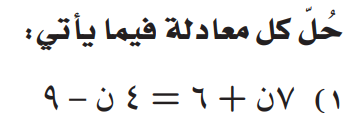 حُلّ كل معادلة فيما يأتي:
١) ٧ن + ٦ = ٤ ن – ٩